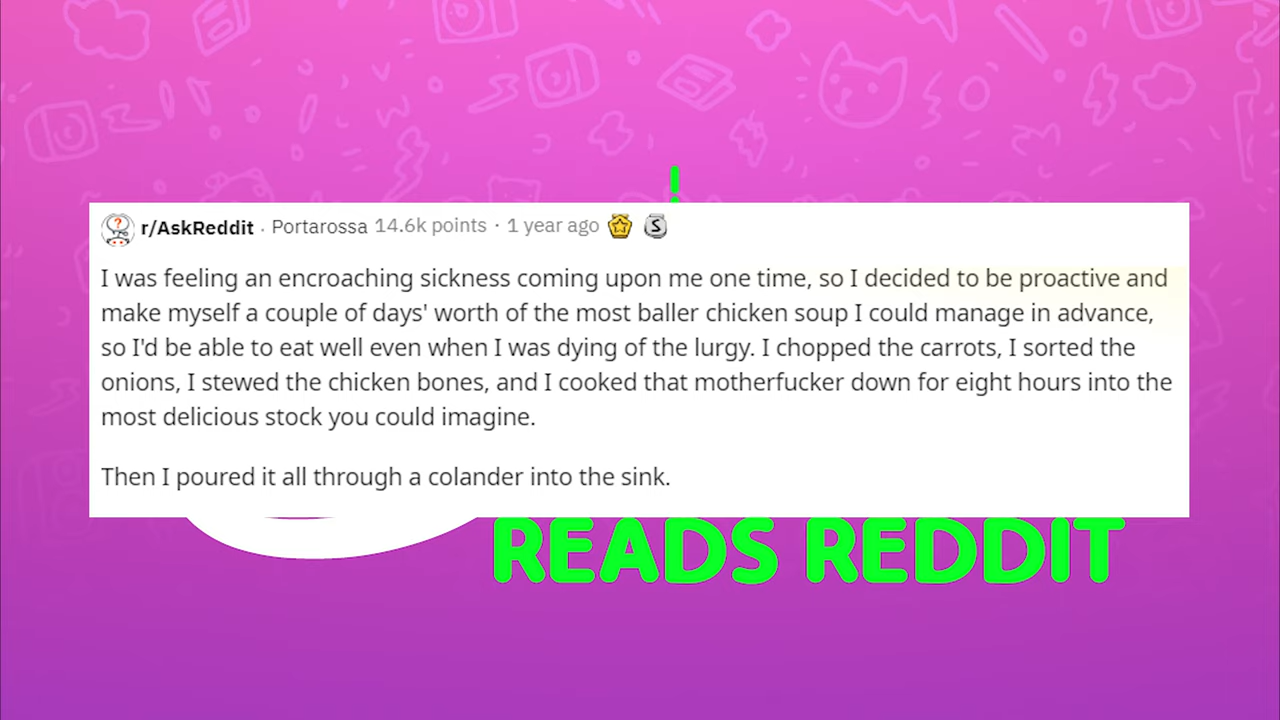 !
r/AskReddit · Portarossa 14.6k points · 1 year ago S
I was feeling an encroaching sickness coming upon me one time, so I decided to be proactive and
make myself a couple of days' worth of the most baller chicken soup I could manage in advance,
so I'd be able to eat well even when I was dying of the lurgy. I chopped the carrots, I sorted the
onions, I stewed the chicken bones, and I cooked that motherfucker down for eight hours into the
most delicious stock you could imagine.
Then I poured it all through a colander into the sink.
READS REDDIT